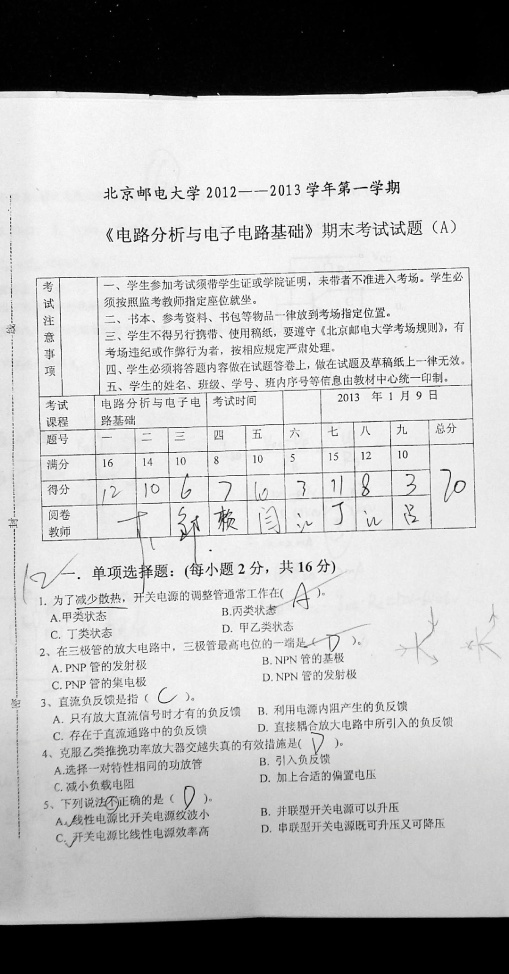 北京邮电大学2012——2013学年第一学期
《电路分析与电子电路基础》期末考试试题（A）
考试注意事项
一、学生参加考试须带学生证或学院证明，未带者不准进入考场。学生必
须按照监考教师指定座位就坐。
二、书本、参考资料、书包等物品一律放到考场指定位置。
三、学生不得另行携带、使用稿纸，要遵守《北京邮电大学考场规则》，有
考场违纪或作弊行为者，按相应规定严肃处理。
四、学生必须将答题内容做在试题答卷上，做在试题及草稿纸上一律无效。
五、学生的姓名、班级、学号、班内序号等信息由教材中心统一印制。
考试课程 电路分析与电子电路基础 考试时间 2013 年 1 月 9 日
题号 一 二 三 四 五 六 七 八 九 总分
满分 16 14 10 8 10 5 15 12 10
得分 12 10 6 7 10 3 11 8 3 70
阅卷教师 赖 闫 江 丁 江 吕
12 一. 单项选择题：(每小题 2 分，共 16 分)
1. 为了减少散热，开关电源的调整管通常工作在( A )。
A.甲类状态 B.丙类状态
C. 丁类状态 D. 甲乙类状态
2、在三极管的放大电路中，三极管最高电位的一端是（ D ）。
A. PNP 管的发射极 B. NPN 管的基极
C. PNP 管的集电极 D. NPN 管的发射极
3、直流负反馈是指（ C ）。
A. 只有放大直流信号时才有的负反馈 B. 利用电源内阻产生的负反馈
C. 存在于直流通路中的负反馈 D. 直接耦合放大电路中所引入的负反馈
4、克服乙类推挽功率放大器交越失真的有效措施是( D )。
A.选择一对特性相同的功放管 B. 引入负反馈
C. 减小负载电阻 D. 加上合适的偏置电压
5、下列说法不正确的是（ D ）。
A、线性电源比开关电源纹波小 B. 并联型开关电源可以升压
C、开关电源比线性电源效率高 D. 串联型开关电源既可升压又可降压